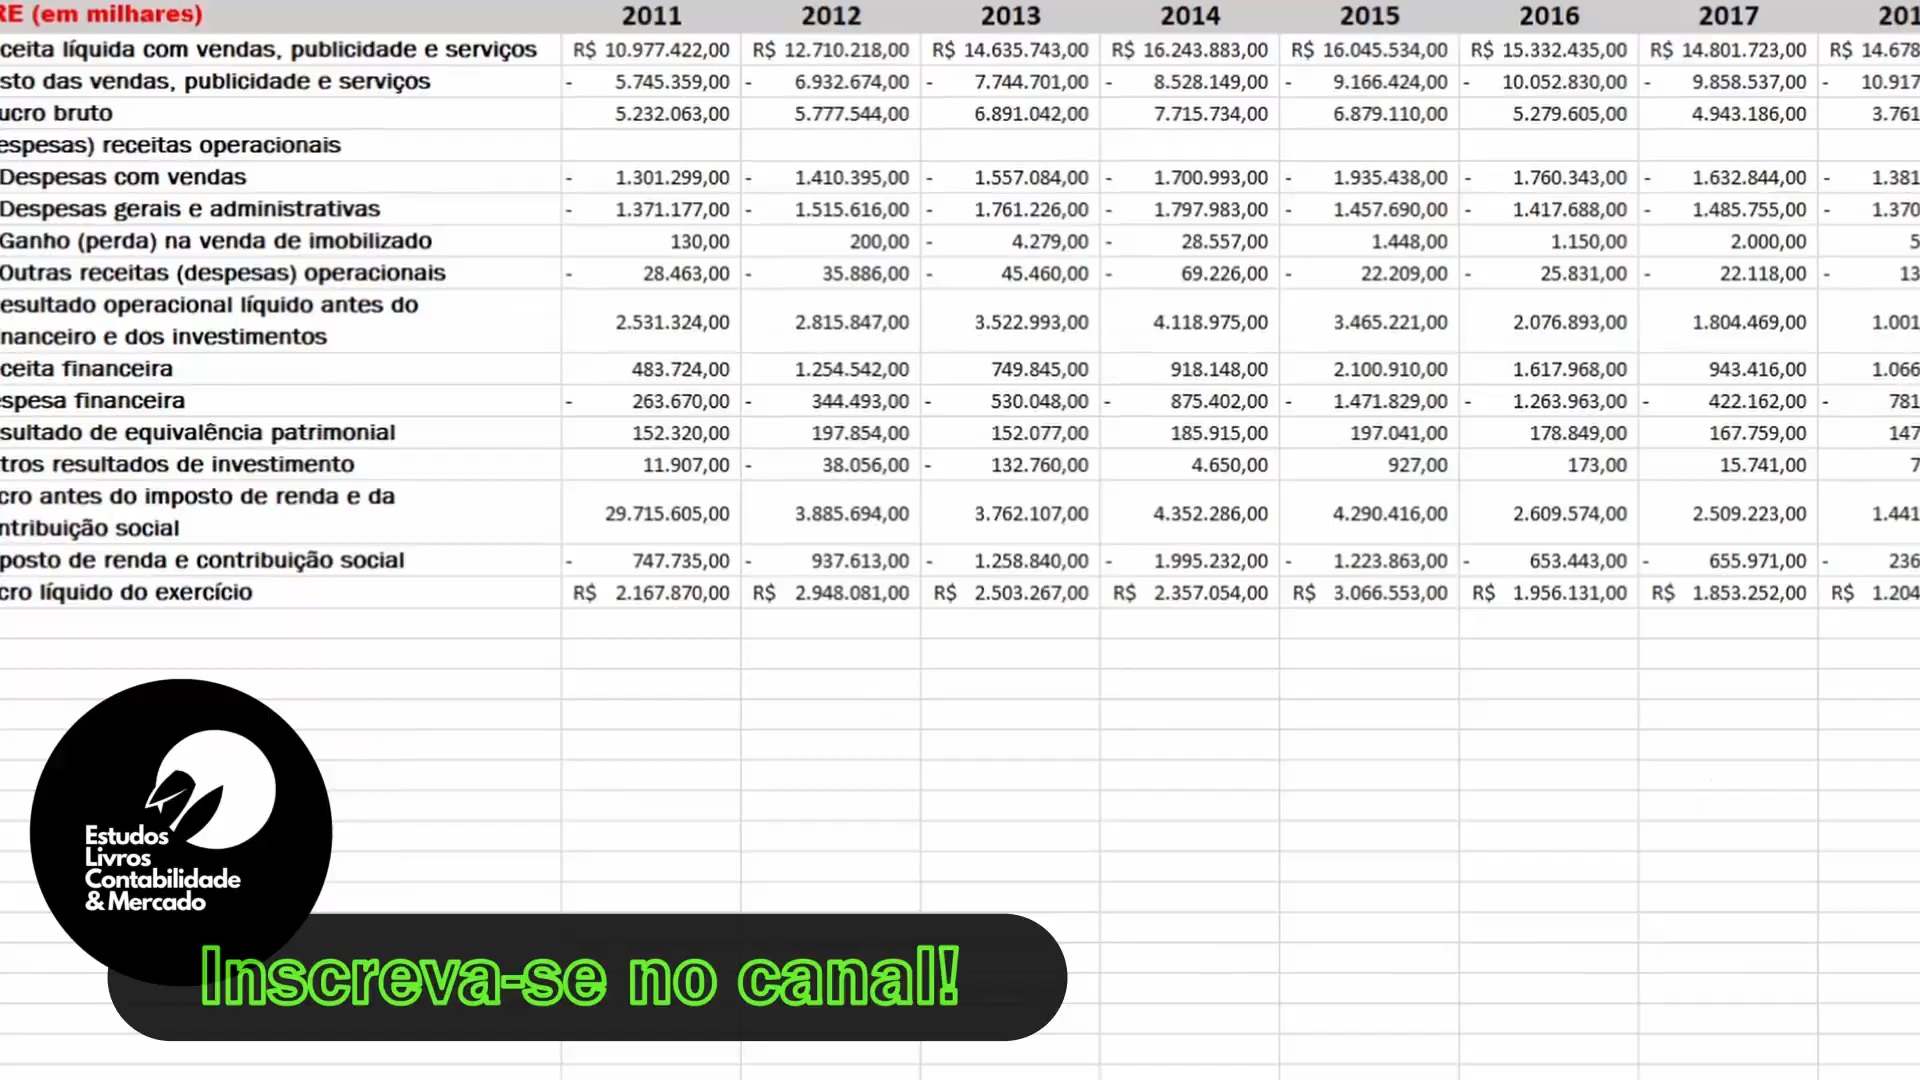 RE (em milhares) 2011 2012 2013 2014 2015 2016 2017 201
ceita líquida com vendas, publicidade e serviços R$ 10.977.422,00 R$ 12.710.218,00 R$ 14.635.743,00 R$ 16.243.883,00 R$ 16.045.534,00 R$ 15.332.435,00 R$ 14.801.723,00 R$ 14.678
sto das vendas, publicidade e serviços - 5.745.359,00 - 6.932.674,00 - 7.744.701,00 - 8.528.149,00 - 9.166.424,00 - 10.052.830,00 - 9.858.537,00 - 10.917
ucro bruto 5.232.063,00 5.777.544,00 6.891.042,00 7.715.734,00 6.879.110,00 5.279.605,00 4.943.186,00 3.761
espesas) receitas operacionais
Despesas com vendas - 1.301.299,00 - 1.410.395,00 - 1.557.084,00 - 1.700.993,00 - 1.935.438,00 - 1.760.343,00 - 1.632.844,00 - 1.381
Despesas gerais e administrativas - 1.371.177,00 - 1.515.616,00 - 1.761.226,00 - 1.797.983,00 - 1.457.690,00 - 1.417.688,00 - 1.485.755,00 - 1.370
Ganho (perda) na venda de imobilizado 130,00 200,00 - 4.279,00 - 28.557,00 1.448,00 1.150,00 2.000,00 5
Outras receitas (despesas) operacionais - 28.463,00 - 35.886,00 - 45.460,00 - 69.226,00 - 22.209,00 - 25.831,00 - 22.118,00 - 13
esultado operacional líquido antes do
nanceiro e dos investimentos 2.531.324,00 2.815.847,00 3.522.993,00 4.118.975,00 3.465.221,00 2.076.893,00 1.804.469,00 1.001
ceita financeira 483.724,00 1.254.542,00 749.845,00 918.148,00 2.100.910,00 1.617.968,00 943.416,00 1.066
spesa financeira - 263.670,00 - 344.493,00 - 530.048,00 - 875.402,00 - 1.471.829,00 - 1.263.963,00 - 422.162,00 - 781
sultado de equivalência patrimonial 152.320,00 197.854,00 152.077,00 185.915,00 197.041,00 178.849,00 167.759,00 147
tros resultados de investimento 11.907,00 - 38.056,00 - 132.760,00 4.650,00 927,00 173,00 15.741,00 7
cro antes do imposto de renda e da
ntribuição social 29.715.605,00 3.885.694,00 3.762.107,00 4.352.286,00 4.290.416,00 2.609.574,00 2.509.223,00 1.441
posto de renda e contribuição social - 747.735,00 - 937.613,00 - 1.258.840,00 - 1.995.232,00 - 1.223.863,00 - 653.443,00 - 655.971,00 - 236
cro líquido do exercício R$ 2.167.870,00 R$ 2.948.081,00 R$ 2.503.267,00 R$ 2.357.054,00 R$ 3.066.553,00 R$ 1.956.131,00 R$ 1.853.252,00 R$ 1.204
Estudos
Livros
Contabilidade
& Mercado
Inscreva-se no canal!